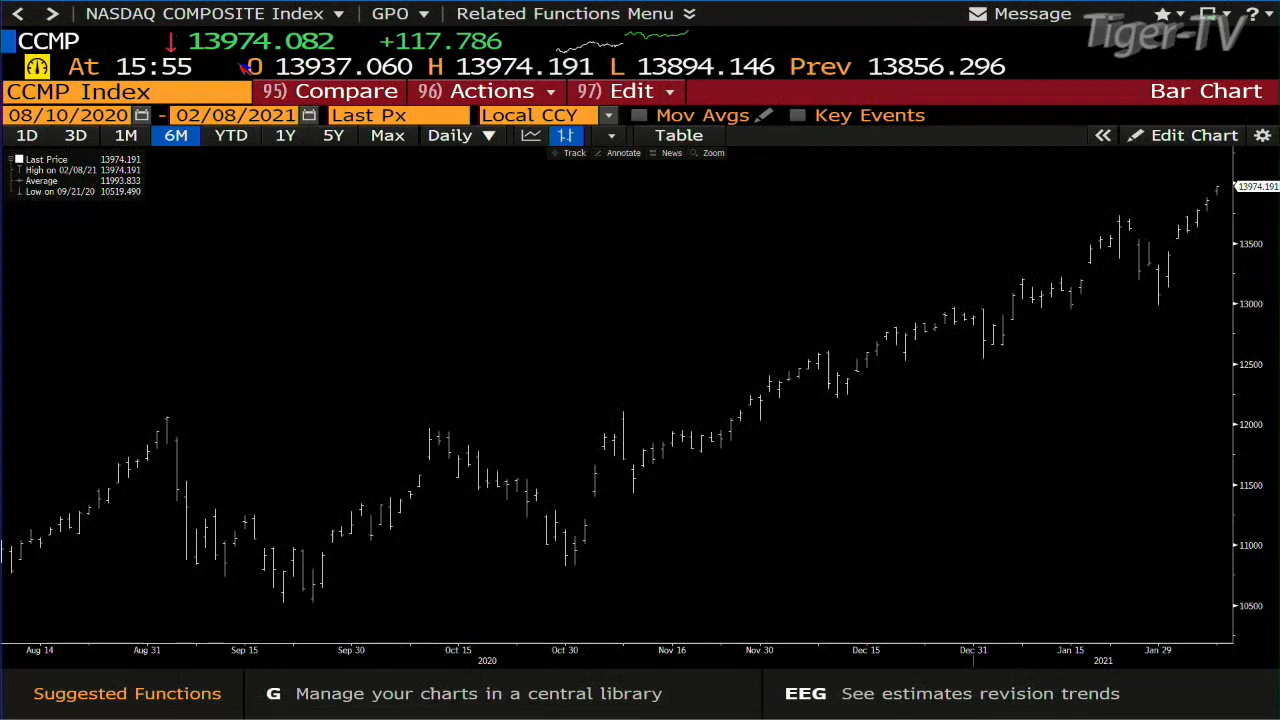 NASDAQ COMPOSITE Index GPO Related Functions Menu Message ?
Tiger-TV
CCMP 13974.082 +117.786
At 15:55 O 13937.060 H 13974.191 L 13894.146 Prev 13856.296
CCMP Index 95) Compare 96) Actions 97) Edit Bar Chart
08/10/2020 - 02/08/2021 Last Px Local CCY Mov Avgs Key Events
1D 3D 1M 6M YTD 1Y 5Y Max Daily Table Edit Chart
Track Annotate News Zoom
Last Price 13974.191
High on 02/08/21 13974.191
Average 11993.833
Low on 09/21/20 10519.490
13974.191
13500
13000
12500
12000
11500
11000
10500
Aug 14 Aug 31 Sep 15 Sep 30 Oct 15 Oct 30 Nov 16 Nov 30 Dec 15 Dec 31 Jan 15 Jan 29
2020 2021
Suggested Functions G Manage your charts in a central library EEG See estimates revision trends